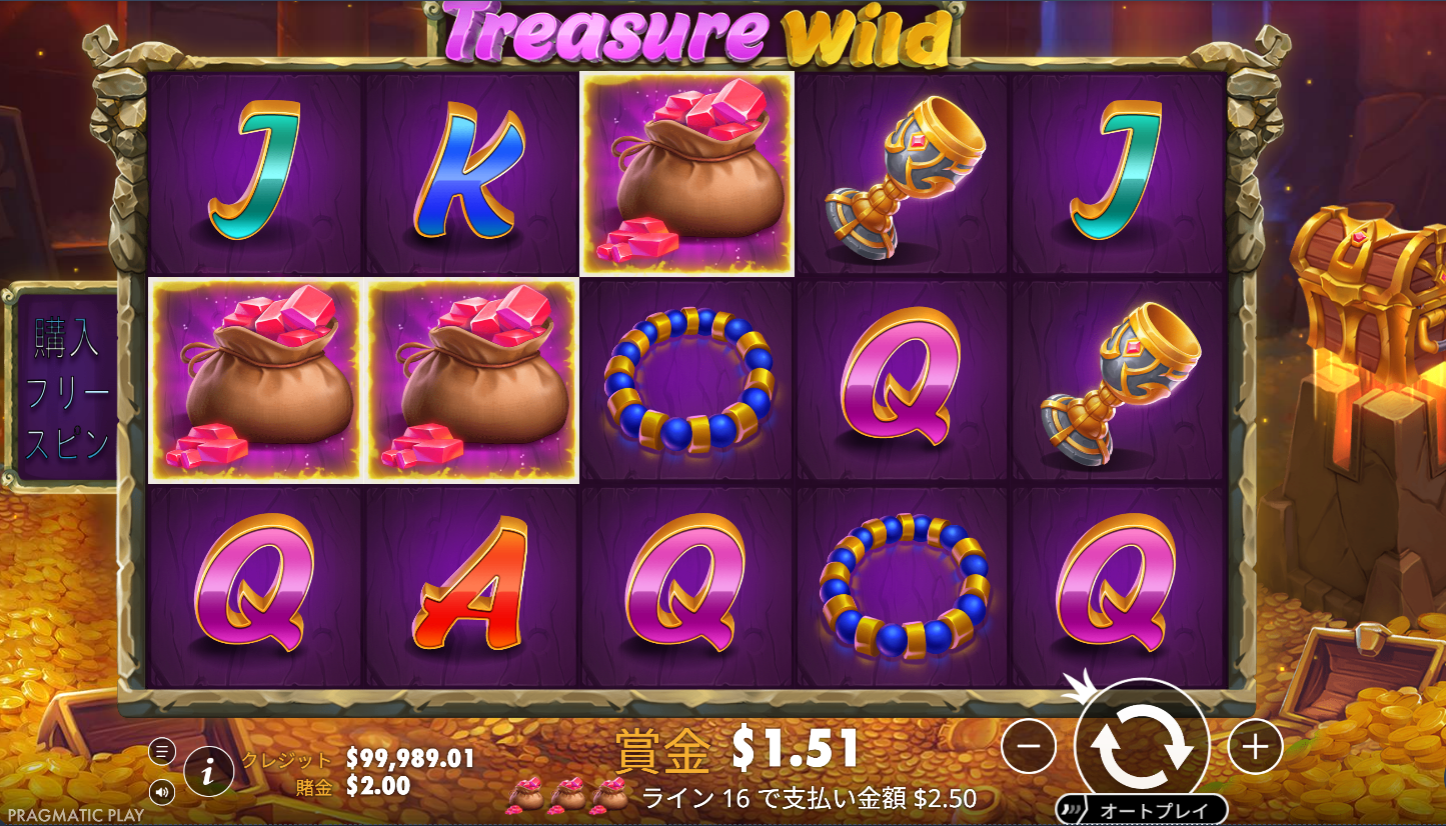 Treasure Wild
J K J
購入
フリー
スピン
Q
Q A Q Q
クレジット $99,989.01
賭金 $2.00
賞金 $1.51
ライン 16 で支払い金額 $2.50
オートプレイ
PRAGMATIC PLAY